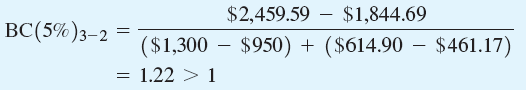 BC(5%)3–2 = $2,459.59 – $1,844.69 / ($1,300 – $950) + ($614.90 – $461.17)
= 1.22 > 1